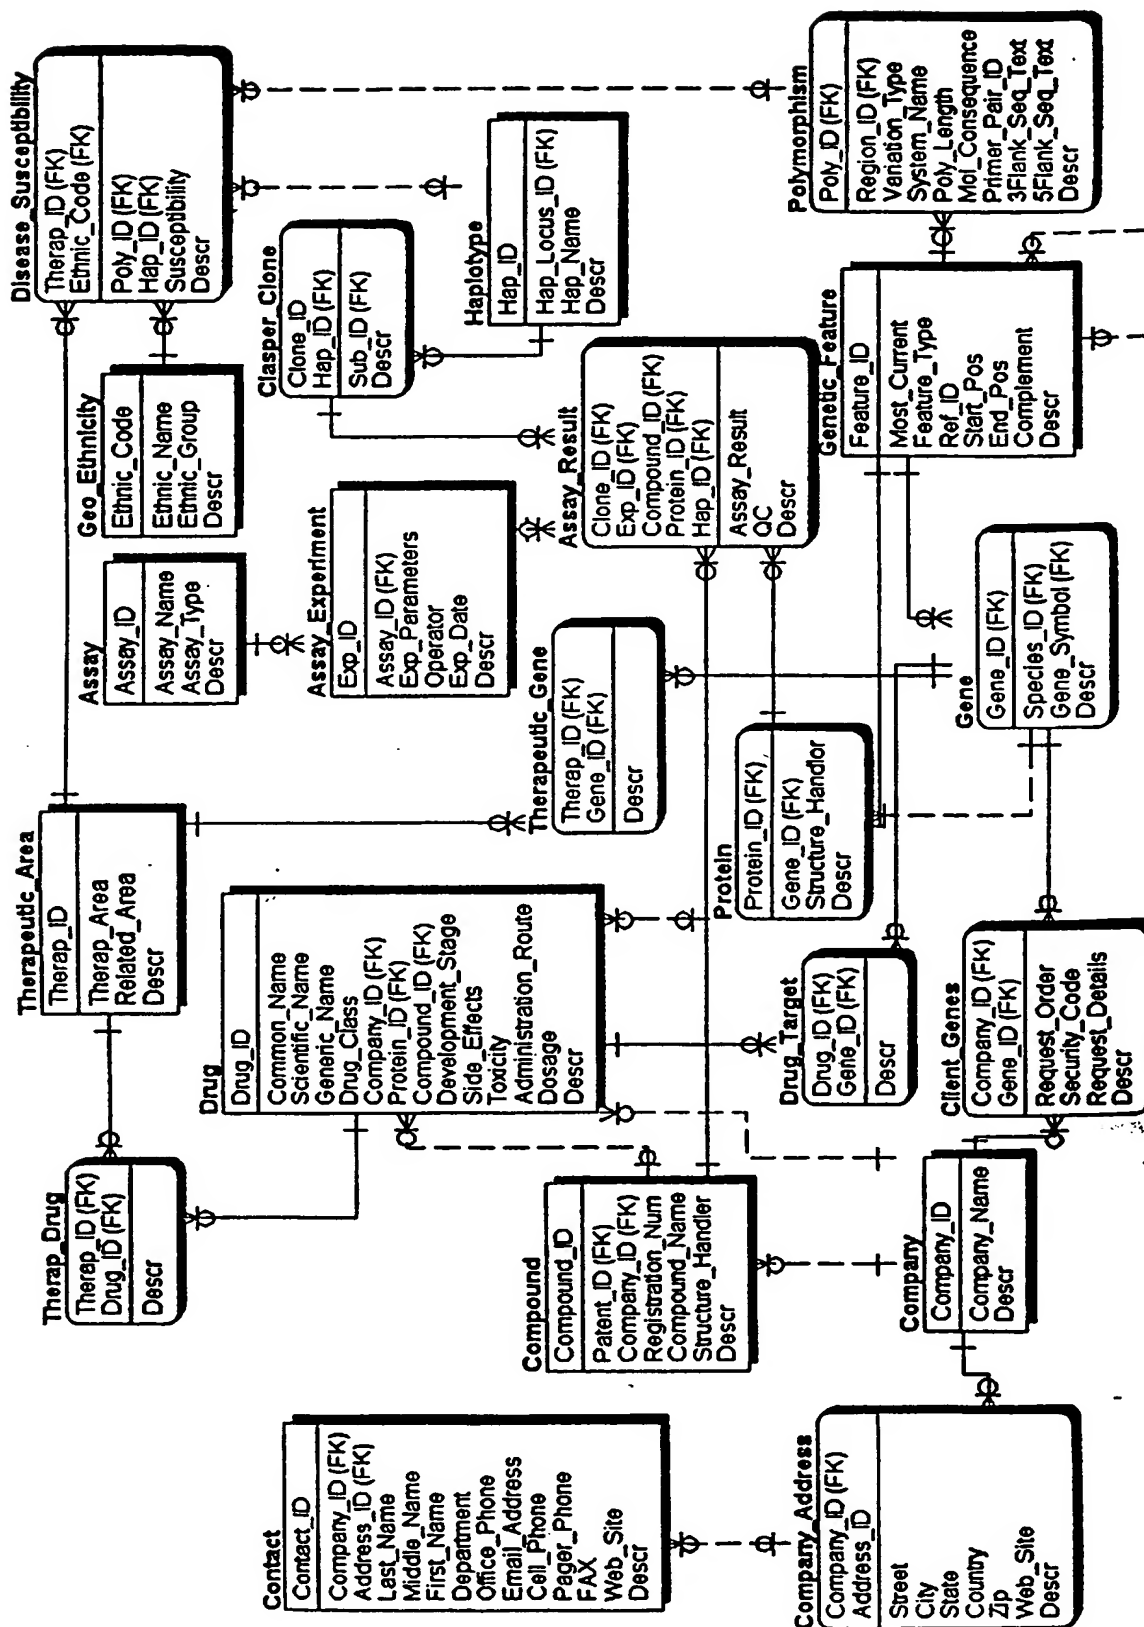 Contact
Contact_ID
Company_ID (FK)
Address_ID (FK)
Last_Name
Middle_Name
First_Name
Department
Office_Phone
Email_Address
Cell_Phone
Pager_Phone
FAX
Web_Site
Descr
Company_Address
Company_ID (FK)
Address_ID
Street
City
State
Country
Zip
Web_Site
Descr
Therap_Drug
Therap_ID (FK)
Drug_ID (FK)
Descr
Compound
Compound_ID
Patent_ID (FK)
Company_ID (FK)
Registration_Num
Compound_Name
Structure_Handler
Descr
Company
Company_ID
Company_Name
Descr
Therapeutic_Area
Therap_ID
Therap_Area
Related_Area
Descr
Drug
Drug_ID
Common_Name
Scientific_Name
Generic_Name
Drug_Class
Company_ID (FK)
Protein_ID (FK)
Compound_ID (FK)
Development_Stage
Side_Effects
Toxicity
Administration_Route
Dosage
Descr
Drug_Target
Drug_ID (FK)
Gene_ID (FK)
Descr
Client_Genes
Company_ID (FK)
Gene_ID (FK)
Request_Order
Security_Code
Request_Details
Descr
Assay
Assay_ID
Assay_Name
Assay_Type
Descr
Assay_Experiment
Exp_ID
Assay_ID (FK)
Exp_Parameters
Operator
Exp_Date
Descr
Therapeutic_Gene
Therap_ID (FK)
Gene_ID (FK)
Descr
Protein
Protein_ID (FK)
Gene_ID (FK)
Structure_Handlor
Descr
Gene
Gene_ID (FK)
Species_ID (FK)
Gene_Symbol (FK)
Descr
Geo_Ethnicity
Ethnic_Code
Ethnic_Name
Ethnic_Group
Descr
Disease_Susceptibility
Therap_ID (FK)
Ethnic_Code (FK)
Poly_ID (FK)
Hap_ID (FK)
Susceptibility
Descr
Clasper_Clone
Clone_ID
Hap_ID (FK)
Sub_ID (FK)
Descr
Haplotype
Hap_ID
Hap_Locus_ID (FK)
Hap_Name
Descr
Assay_Result
Clone_ID (FK)
Exp_ID (FK)
Compound_ID (FK)
Protein_ID (FK)
Hap_ID (FK)
Assay_Result
QC
Descr
Genetic_Feature
Feature_ID
Most_Current
Feature_Type
Ref_ID
Start_Pos
End_Pos
Complement
Descr
Polymorphism
Poly_ID (FK)
Region_ID (FK)
Variation_Type
System_Name
Poly_Length
Mol_Consequence
Primer_Pair_ID
3Flank_Seq_Text
5Flank_Seq_Text
Descr